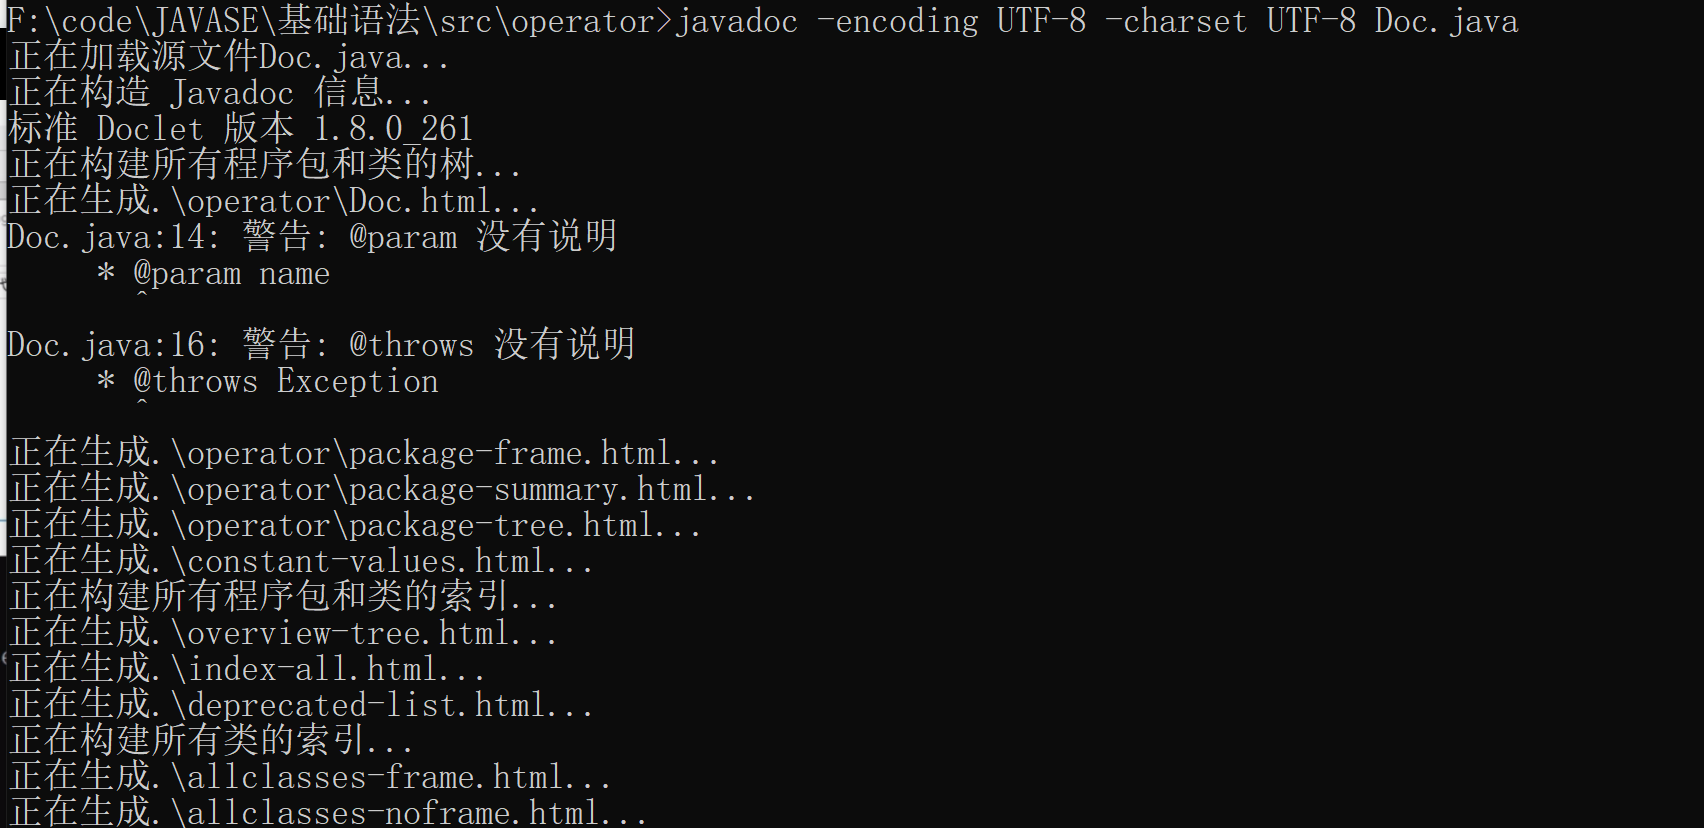 F:\code\JAVASE\基础语法\src\operator>javadoc -encoding UTF-8 -charset UTF-8 Doc.java
正在加载源文件Doc.java...
正在构造 Javadoc 信息...
标准 Doclet 版本 1.8.0_261
正在构建所有程序包和类的树...
正在生成.\operator\Doc.html...
Doc.java:14: 警告: @param 没有说明
     * @param name
       ^
Doc.java:16: 警告: @throws 没有说明
     * @throws Exception
       ^
正在生成.\operator\package-frame.html...
正在生成.\operator\package-summary.html...
正在生成.\operator\package-tree.html...
正在生成.\constant-values.html...
正在构建所有程序包和类的索引...
正在生成.\overview-tree.html...
正在生成.\index-all.html...
正在生成.\deprecated-list.html...
正在构建所有类的索引...
正在生成.\allclasses-frame.html...
正在生成.\allclasses-noframe.html...